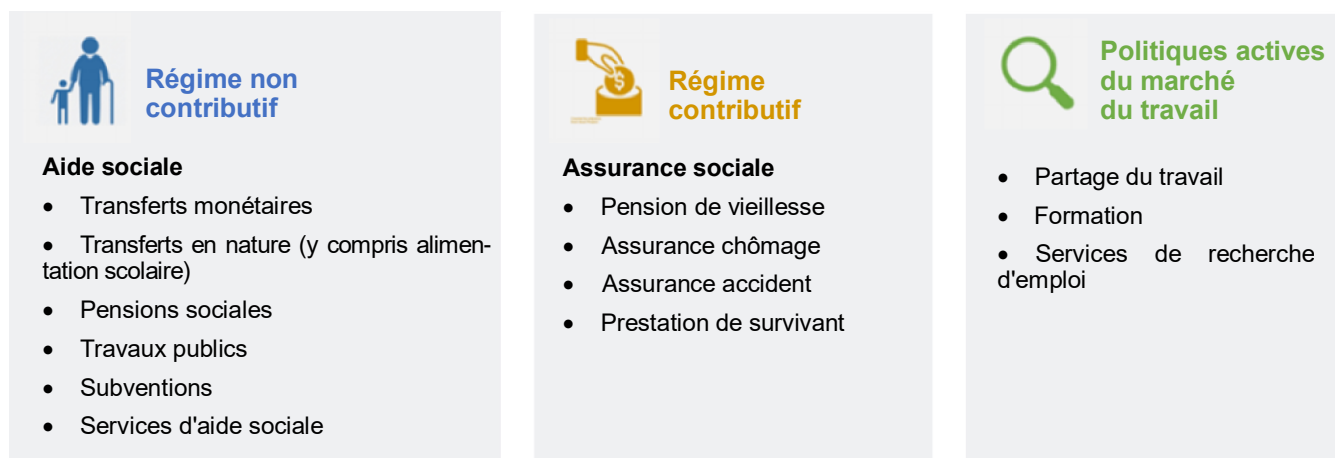 Régime non
contributif
Aide sociale
• Transferts monétaires
• Transferts en nature (y compris alimen-
tation scolaire)
• Pensions sociales
• Travaux publics
• Subventions
• Services d'aide sociale
Régime
contributif
Assurance sociale
• Pension de vieillesse
• Assurance chômage
• Assurance accident
• Prestation de survivant
Politiques actives
du marché
du travail
• Partage du travail
• Formation
• Services de recherche
d'emploi